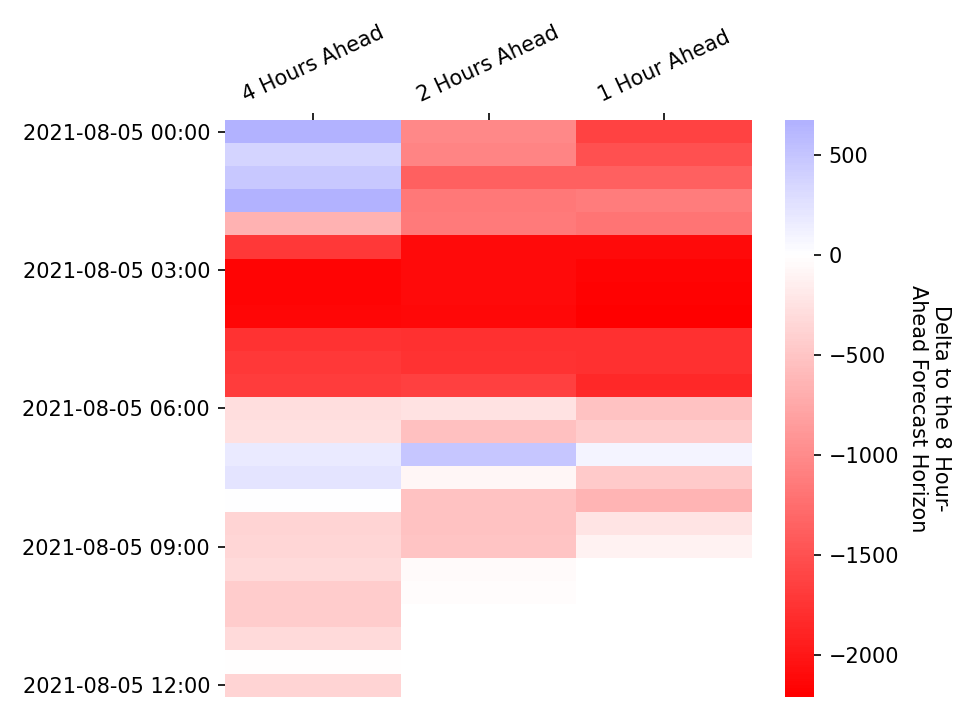 4 Hours Ahead
2 Hours Ahead
1 Hour Ahead
2021-08-05 00:00
2021-08-05 03:00
2021-08-05 06:00
2021-08-05 09:00
2021-08-05 12:00
500
0
−500
−1000
−1500
−2000
Delta to the 8 Hour-
Ahead Forecast Horizon